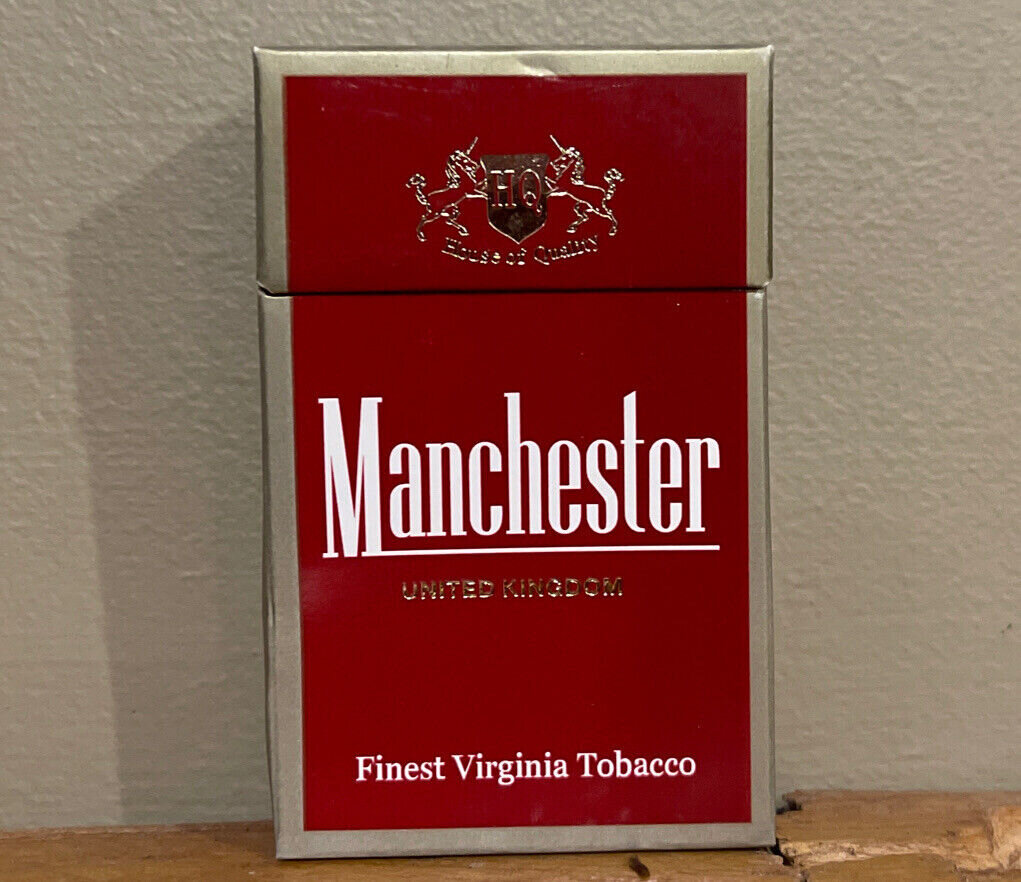 HQ
House of Quality
Manchester
UNITED KINGDOM
Finest Virginia Tobacco